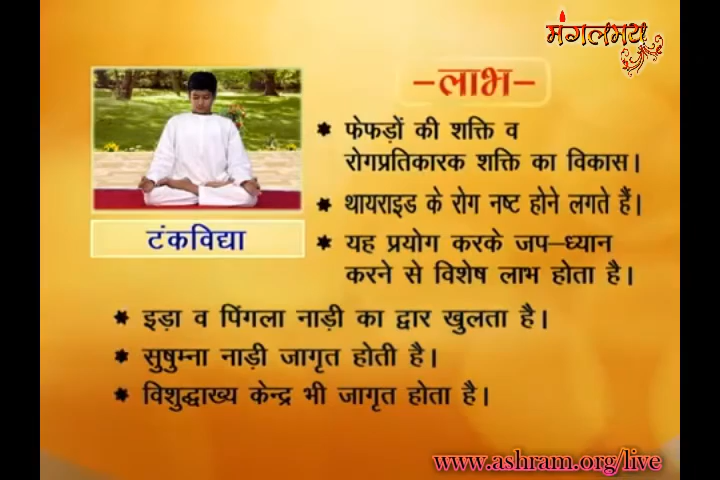 मंगलमय
–लाभ–
* फेफड़ों की शक्ति व
रोगप्रतिकारक शक्ति का विकास।
* थायराइड के रोग नष्ट होने लगते हैं।
टंकविद्या
* यह प्रयोग करके जप–ध्यान
करने से विशेष लाभ होता है।
* इड़ा व पिंगला नाड़ी का द्वार खुलता है।
* सुषुम्ना नाड़ी जागृत होती है।
* विशुद्धाख्य केन्द्र भी जागृत होता है।
www.ashram.org/live